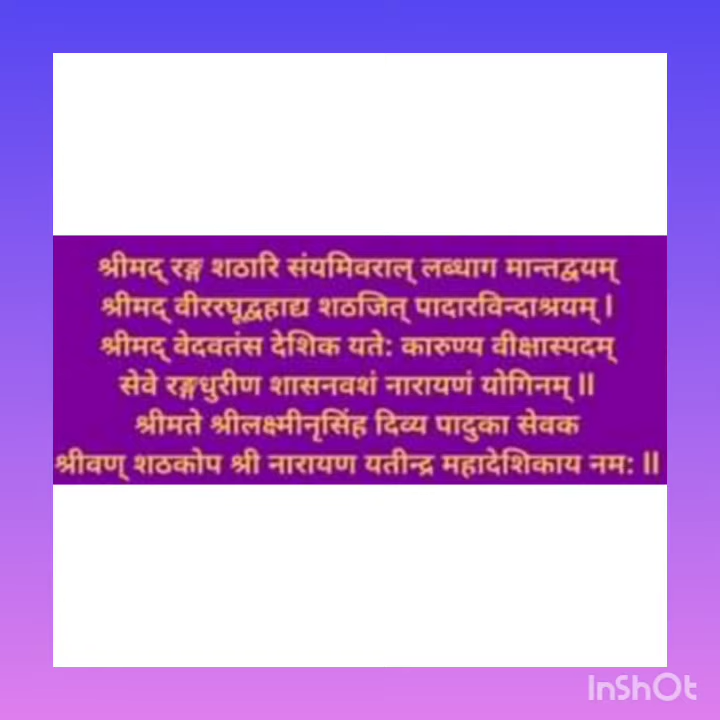 श्रीमद् रङ्ग शठारि संयमिवराल् लब्धाग मान्तद्वयम्
श्रीमद् वीररघूद्वहाद्य शठजित् पादारविन्दाश्रयम् ।
श्रीमद् वेदवतंस देशिक यते: कारुण्य वीक्षास्पदम्
सेवे रङ्गधुरीण शासनवशं नारायणं योगिनम् ॥
श्रीमते श्रीलक्ष्मीनृसिंह दिव्य पादुका सेवक
श्रीवण् शठकोप श्री नारायण यतीन्द्र महादेशिकाय नम: ॥
InShOt